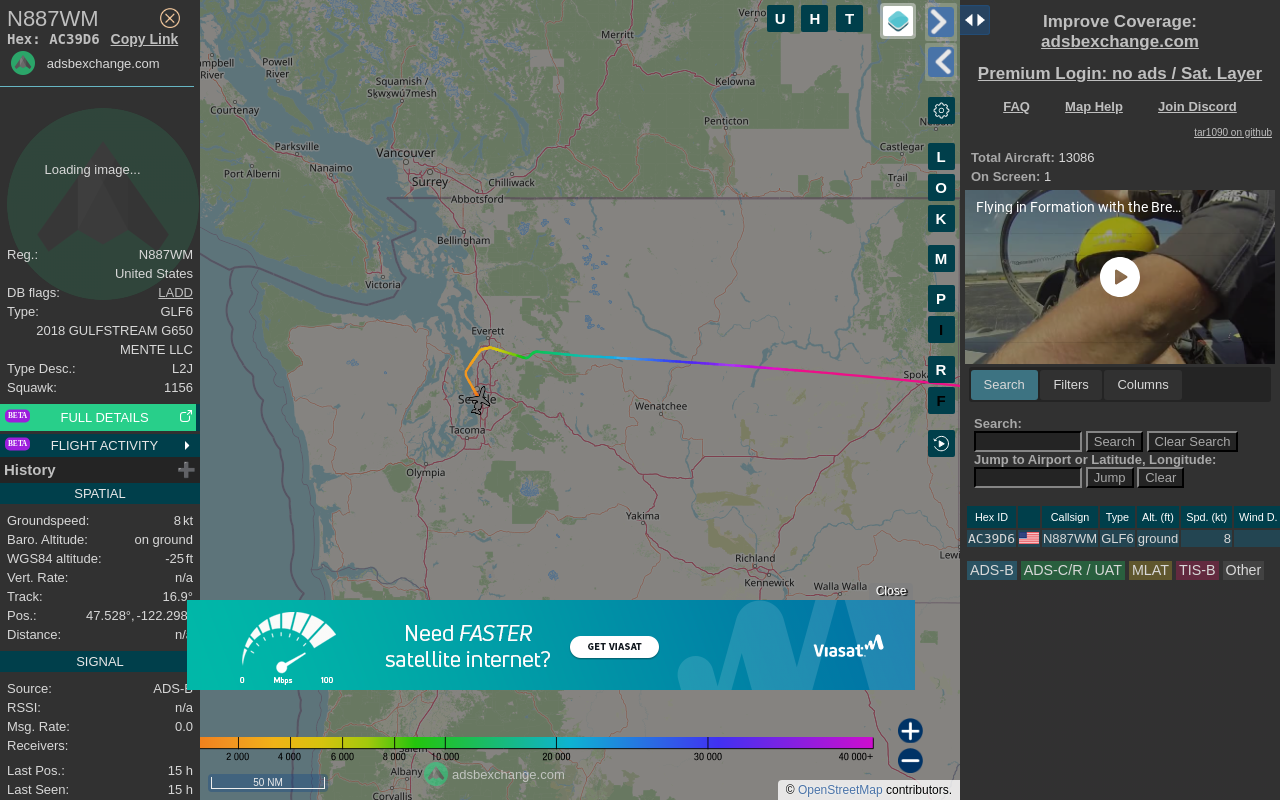 N887WM
Hex: AC39D6 Copy Link
adsbexchange.com
Loading image...
Reg.: N887WM
United States
DB flags: LADD
Type: GLF6
2018 GULFSTREAM G650
MENTE LLC
Type Desc.: L2J
Squawk: 1156
BETA FULL DETAILS
BETA FLIGHT ACTIVITY
History
SPATIAL
Groundspeed: 8 kt
Baro. Altitude: on ground
WGS84 altitude: -25 ft
Vert. Rate: n/a
Track: 16.9°
Pos.: 47.528°, -122.298
Distance: n/
SIGNAL
Source: ADS-B
RSSI: n/a
Msg. Rate: 0.0
Receivers:
Last Pos.: 15 h
Last Seen: 15 h
U H T
Merritt
Powell
River
River
Squamish /
Sḵwx̱wú7mesh
Kelowna
Courtenay
Penticton
Parksville
Vancouver
Nanaimo
Port Alberni
Surrey
Chilliwack
Castlegar
Trail
Abbotsford
Bellingham
Victoria
Everett
Wenatchee
Tacoma
Olympia
Yakima
Richland
Kennewick
Walla Walla
L
O
K
M
P
I
R
F
Close
Need FASTER
satellite internet?
0 Mbps 100
GET VIASAT
Viasat
2 000 4 000 6 000 8 000 10 000 20 000 30 000 40 000+
Albany
adsbexchange.com
50 NM
Corvallis
© OpenStreetMap contributors.
Improve Coverage:
adsbexchange.com
Premium Login: no ads / Sat. Layer
FAQ Map Help Join Discord
tar1090 on github
Total Aircraft: 13086
On Screen: 1
Flying in Formation with the Bre...
Search Filters Columns
Search:
Search Clear Search
Jump to Airport or Latitude, Longitude:
Jump Clear
Hex ID Callsign Type Alt. (ft) Spd. (kt) Wind D.
AC39D6 N887WM GLF6 ground 8
ADS-B ADS-C/R / UAT MLAT TIS-B Other